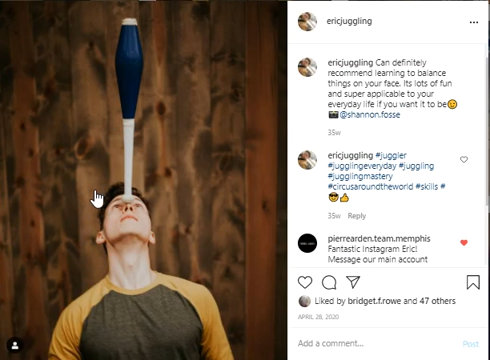 ericjuggling
ericjuggling Can definitely
recommend learning to balance
things on your face. Its lots of fun
and super applicable to your
everyday life if you want it to be😉
📷@shannon.fosse
35w
ericjuggling #juggler
#jugglingeveryday #juggling
#jugglingmastery
#circusaroundtheworld #skills #
😎👍
35w Reply
pierrearden.team.memphis
Fantastic Instagram Eric!
Message our main account
Liked by bridget.f.rowe and 47 others
APRIL 28, 2020
Add a comment... Post